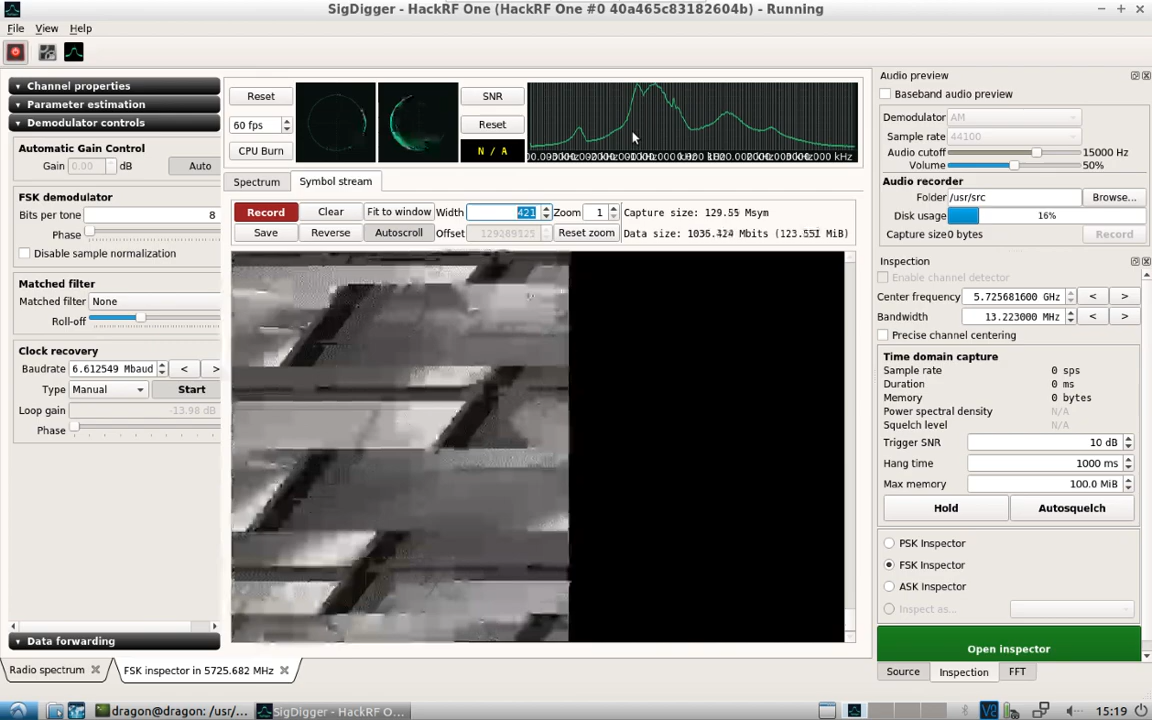 SigDigger - HackRF One (HackRF One #0 40a465c83182604b) - Running
File View Help
Channel properties
Parameter estimation
Demodulator controls
Automatic Gain Control
Gain 0.00 dB Auto
FSK demodulator
Bits per tone 8
Phase
Disable sample normalization
Matched filter
Matched filter None
Roll-off
Clock recovery
Baudrate 6.612549 Mbaud < >
Type Manual Start
Loop gain -13.98 dB
Phase
Data forwarding
Reset
60 fps
CPU Burn
SNR
Reset
N / A
Spectrum Symbol stream
Record Clear Fit to window Width 421 Zoom 1 Capture size: 129.55 Msym
Save Reverse Autoscroll Offset Reset zoom Data size: 1036.424 Mbits (123.551 MiB)
Audio preview
Baseband audio preview
Demodulator AM
Sample rate 44100
Audio cutoff 15000 Hz
Volume 50%
Audio recorder
Folder /usr/src Browse...
Disk usage 16%
Capture size 0 bytes Record
Inspection
Enable channel detector
Center frequency 5.725681600 GHz < >
Bandwidth 13.223000 MHz < >
Precise channel centering
Time domain capture
Sample rate 0 sps
Duration 0 ms
Memory 0 bytes
Power spectral density N/A
Squelch level N/A
Trigger SNR 10 dB
Hang time 1000 ms
Max memory 100.0 MiB
Hold Autosquelch
PSK Inspector
FSK Inspector
ASK Inspector
Inspect as...
Open inspector
Source Inspection FFT
Radio spectrum FSK inspector in 5725.682 MHz
dragon@dragon: /usr/... SigDigger - HackRF O... 15:19